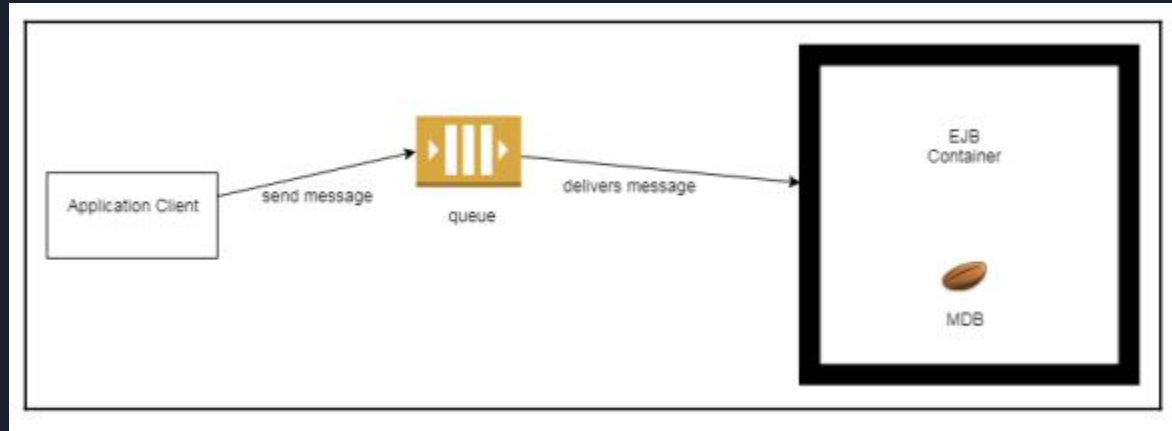 Application Client
send message
queue
delivers message
EJB
Container
MDB